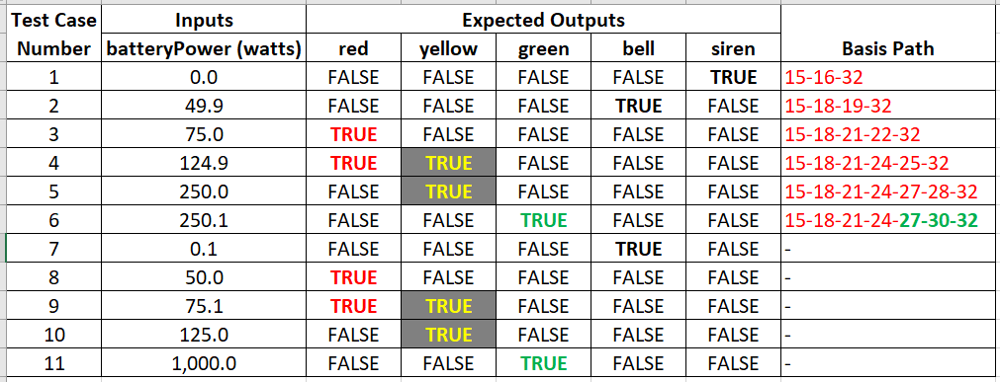 Test Case Inputs Expected Outputs
Number batteryPower (watts) red yellow green bell siren Basis Path
1 0.0 FALSE FALSE FALSE FALSE TRUE 15-16-32
2 49.9 FALSE FALSE FALSE TRUE FALSE 15-18-19-32
3 75.0 TRUE FALSE FALSE FALSE FALSE 15-18-21-22-32
4 124.9 TRUE TRUE FALSE FALSE FALSE 15-18-21-24-25-32
5 250.0 FALSE TRUE FALSE FALSE FALSE 15-18-21-24-27-28-32
6 250.1 FALSE FALSE TRUE FALSE FALSE 15-18-21-24-27-30-32
7 0.1 FALSE FALSE FALSE TRUE FALSE -
8 50.0 TRUE FALSE FALSE FALSE FALSE -
9 75.1 TRUE TRUE FALSE FALSE FALSE -
10 125.0 FALSE TRUE FALSE FALSE FALSE -
11 1,000.0 FALSE FALSE TRUE FALSE FALSE -